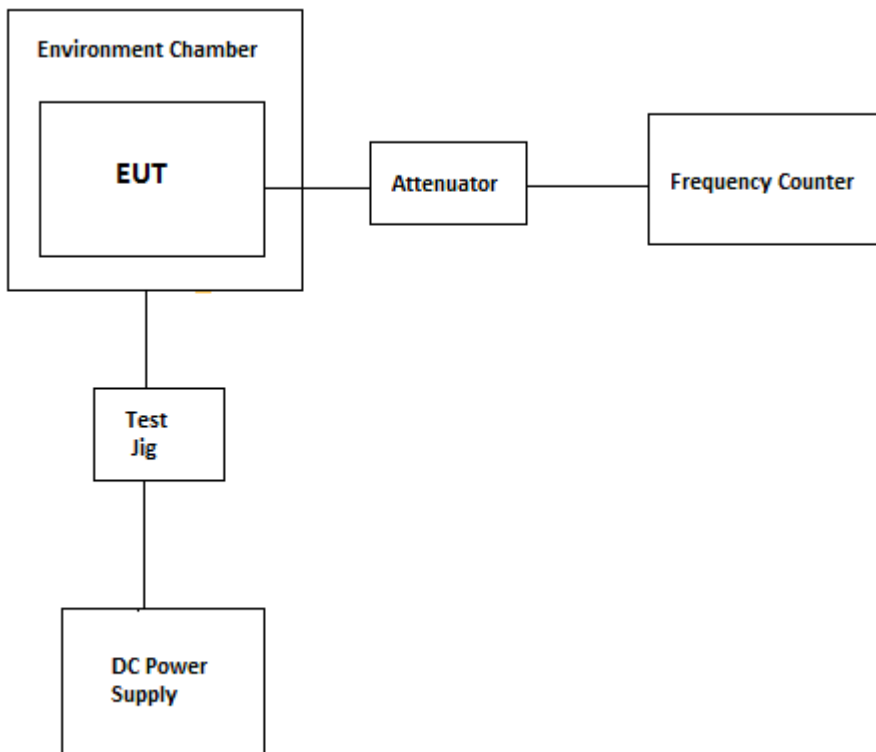 Environment Chamber
EUT
Attenuator
Frequency Counter
Test
Jig
DC Power
Supply